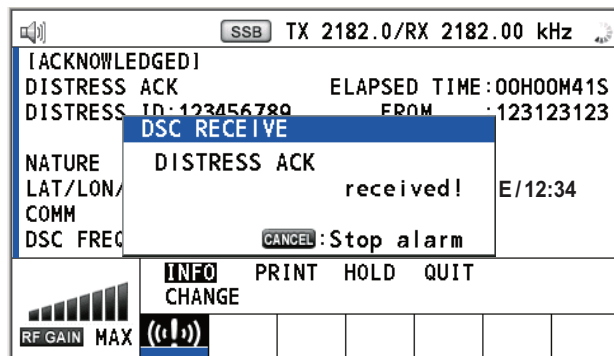 SSB TX 2182.0/RX 2182.00 kHz
[ACKNOWLEDGED]
DISTRESS ACK ELAPSED TIME:00H00M41S
DISTRESS ID:123456789 FROM :123123123
DSC RECEIVE
NATURE
DISTRESS ACK
LAT/LON/
received!
E/12:34
COMM
DSC FREQ
CANCEL:Stop alarm
INFO PRINT HOLD QUIT
CHANGE
RF GAIN MAX